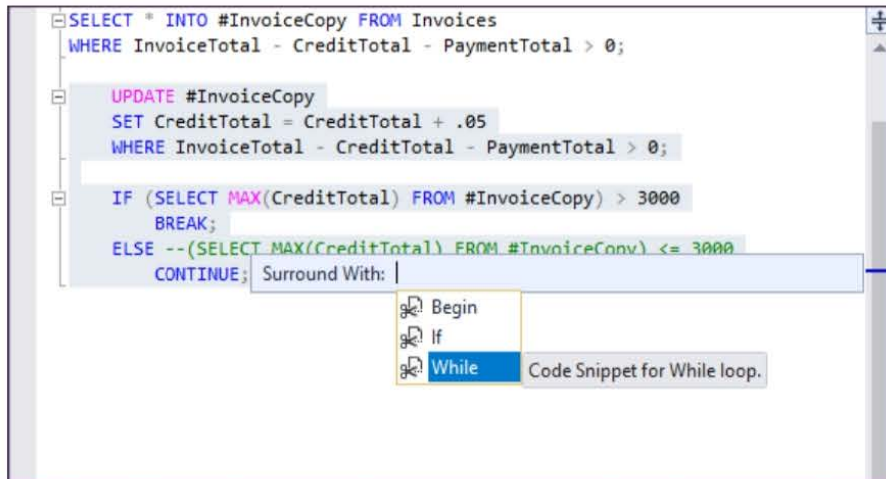 SELECT * INTO #InvoiceCopy FROM Invoices
WHERE InvoiceTotal - CreditTotal - PaymentTotal > 0;
UPDATE #InvoiceCopy
SET CreditTotal = CreditTotal + .05
WHERE InvoiceTotal - CreditTotal - PaymentTotal > 0;
IF (SELECT MAX(CreditTotal) FROM #InvoiceCopy) > 3000
BREAK;
ELSE --(SELECT MAX(CreditTotal) FROM #InvoiceCopy) <= 3000
CONTINUE; Surround With:
Begin
If
While Code Snippet for While loop.